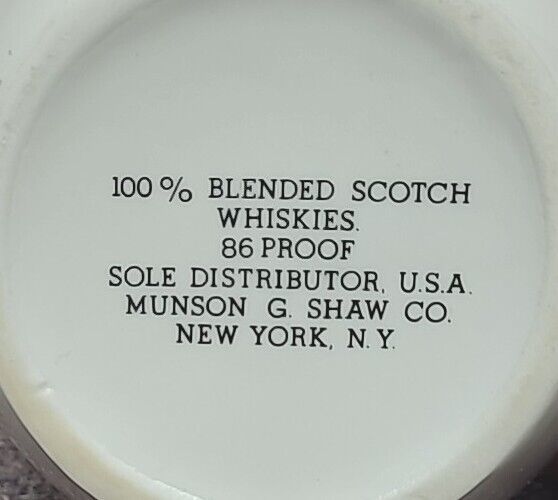 100% BLENDED SCOTCH
WHISKIES.
86 PROOF
SOLE DISTRIBUTOR, U.S.A.
MUNSON G. SHAW CO.
NEW YORK, N.Y.